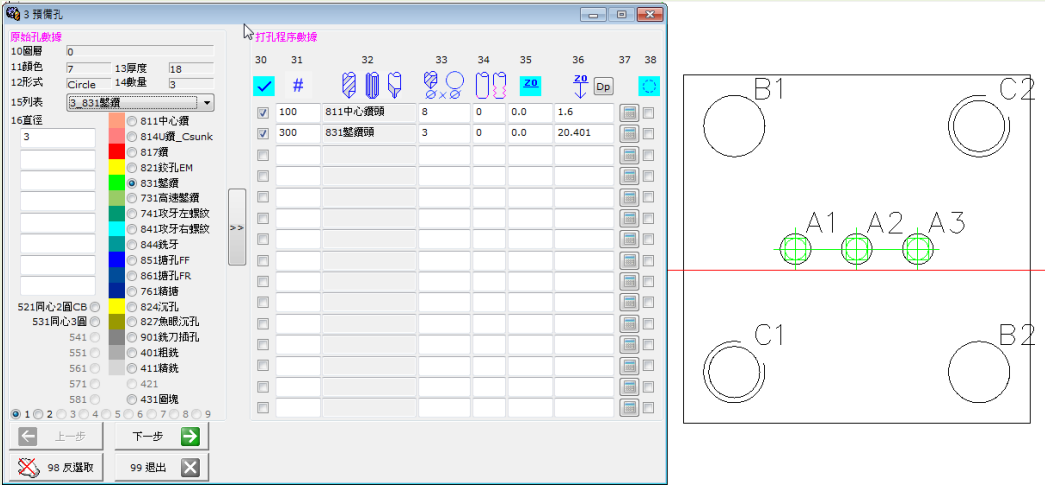 3 預備孔
原始孔數據
10圖層 0
11顏色 7 13厚度 18
12形式 Circle 14數量 3
15列表 3_831鑿鑽
16直徑
3
811中心鑽
814U鑽_Csunk
817鑽
821鉸孔EM
831鑿鑽
731高速鑿鑽
741攻牙左螺紋
841攻牙右螺紋
844銑牙
851搪孔FF
861搪孔FR
761精搪
521同心2圓CB 824沉孔
531同心3圓 827魚眼沉孔
541 901銑刀插孔
551 401粗銑
561 411精銑
571 421
581 431圈塊
1 2 3 4 5 6 7 8 9
上一步 下一步
98 反選取 99 退出
>>
打孔程序數據
30 31 32 33 34 35 36 37 38
# Z0 Z0 Dp
100 811中心鑽頭 8 0 0.0 1.6
300 831鑿鑽頭 3 0 0.0 20.401
B1 C2
A1 A2 A3
C1 B2